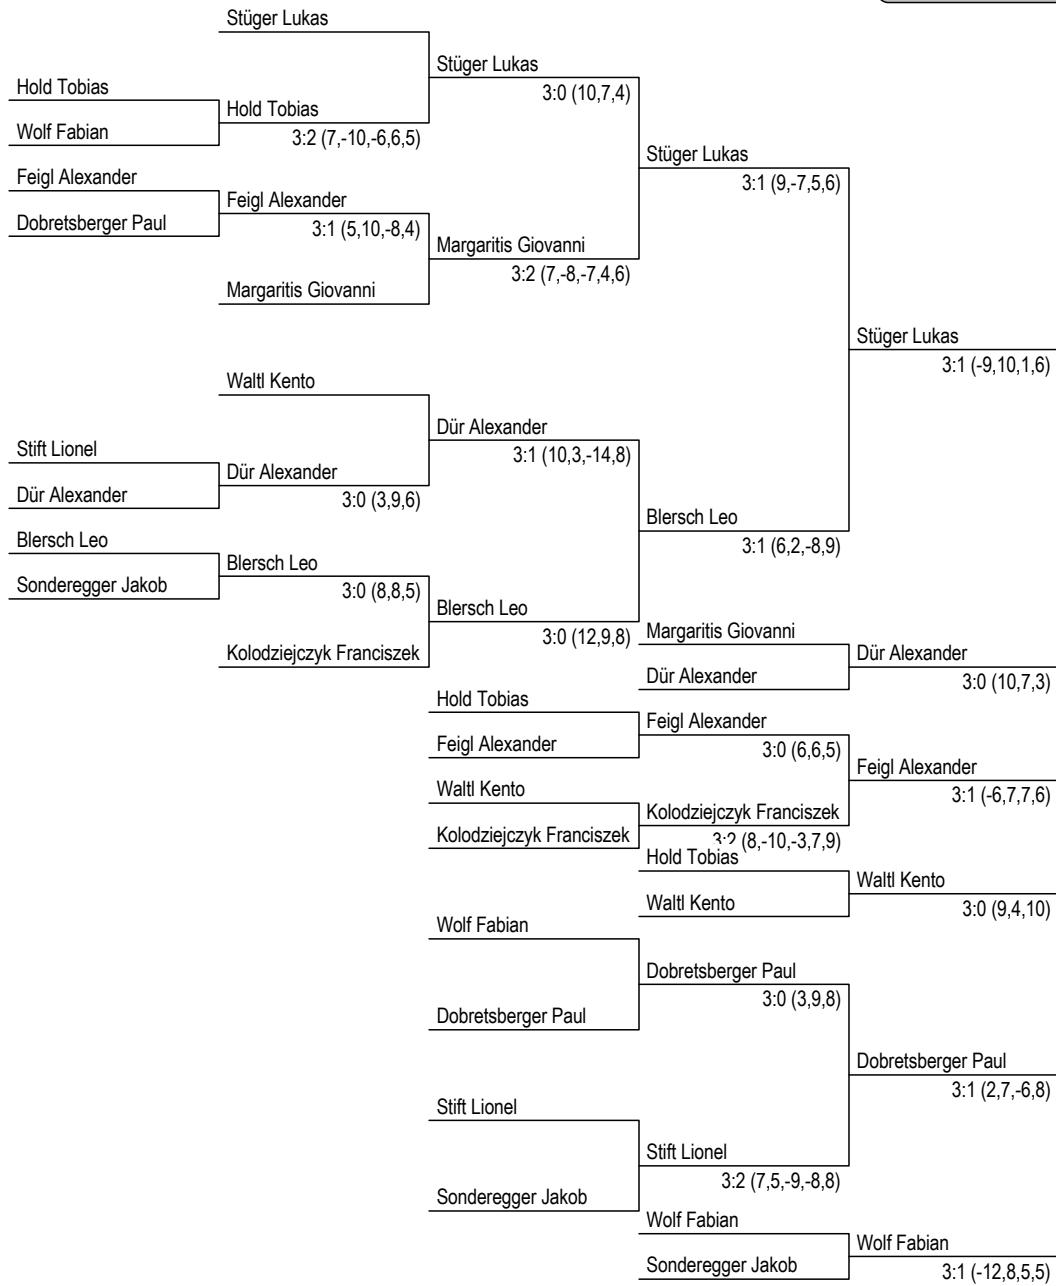 Stüger Lukas
Stüger Lukas
3:0 (10,7,4)
Hold Tobias
Hold Tobias
3:2 (7,-10,-6,6,5)
Wolf Fabian
Stüger Lukas
3:1 (9,-7,5,6)
Feigl Alexander
Feigl Alexander
3:1 (5,10,-8,4)
Dobretsberger Paul
Margaritis Giovanni
3:2 (7,-8,-7,4,6)
Margaritis Giovanni
Stüger Lukas
3:1 (-9,10,1,6)
Waltl Kento
Dür Alexander
3:1 (10,3,-14,8)
Stift Lionel
Dür Alexander
3:0 (3,9,6)
Dür Alexander
Blersch Leo
3:1 (6,2,-8,9)
Blersch Leo
Blersch Leo
3:0 (8,8,5)
Sonderegger Jakob
Blersch Leo
3:0 (12,9,8)
Kolodziejczyk Franciszek
Margaritis Giovanni
Dür Alexander
3:0 (10,7,3)
Dür Alexander
Hold Tobias
Feigl Alexander
3:0 (6,6,5)
Feigl Alexander
Feigl Alexander
3:1 (-6,7,7,6)
Waltl Kento
Kolodziejczyk Franciszek
3:2 (8,-10,-3,7,9)
Kolodziejczyk Franciszek
Hold Tobias
Waltl Kento
3:0 (9,4,10)
Waltl Kento
Wolf Fabian
Dobretsberger Paul
3:0 (3,9,8)
Dobretsberger Paul
Dobretsberger Paul
3:1 (2,7,-6,8)
Stift Lionel
Stift Lionel
3:2 (7,5,-9,-8,8)
Sonderegger Jakob
Wolf Fabian
Wolf Fabian
3:1 (-12,8,5,5)
Sonderegger Jakob